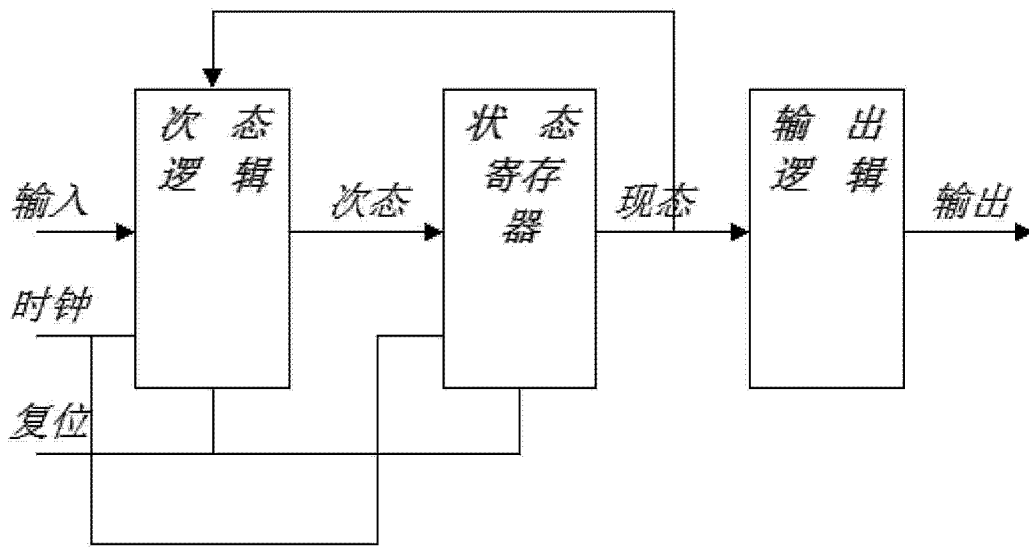 次 态
逻 辑
状 态
寄存
器
输 出
逻 辑
输入
次态
现态
输出
时钟
复位